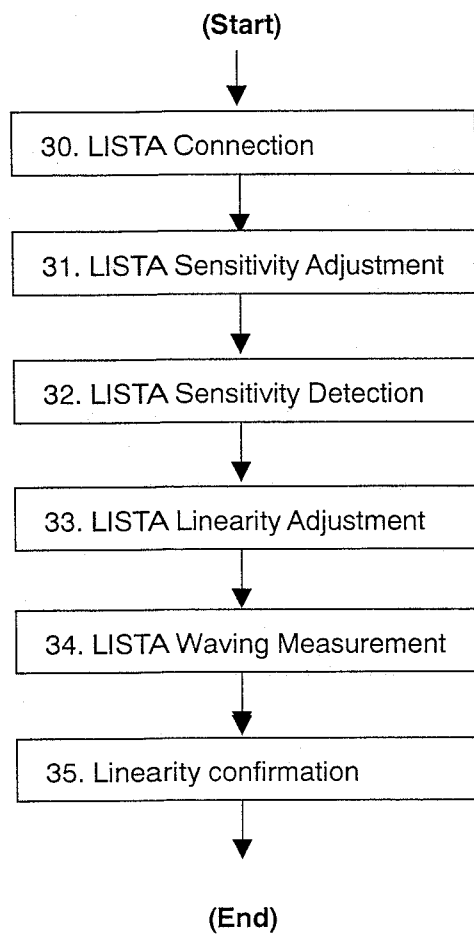 (Start)
30. LISTA Connection
31. LISTA Sensitivity Adjustment
32. LISTA Sensitivity Detection
33. LISTA Linearity Adjustment
34. LISTA Waving Measurement
35. Linearity confirmation
(End)